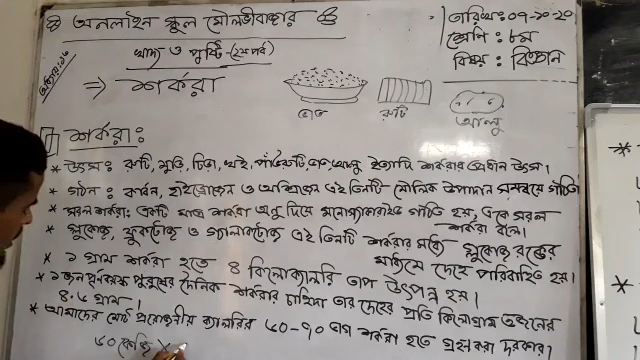 অনলাইন স্কুল মৌলভীবাজার
তারিখ: ০৭-১০-২০
শ্রেণি: ৮ম
বিষয়: বিজ্ঞান
অধ্যায়: ১৩
খাদ্য ও পুষ্টি - (২য় পর্ব)
⇒ শর্করা
ভাত
রুটি
আলু
শর্করা:
* উৎস: রুটি, মুড়ি, চিড়া, খই, পাঁউরুটি, ভাত, আলু ইত্যাদি শর্করার প্রধান উৎস।
* গঠন: কার্বন, হাইড্রোজেন ও অক্সিজেন এই তিনটি মৌলিক উপাদান সমন্বয়ে গঠিত
* সরল শর্করা: একটি মাত্র শর্করা অণু দিয়ে মনোস্যাকারাইড গঠিত হয়, একে সরল শর্করা বলে।
* গ্লুকোজ, ফ্রুকটোজ ও গ্যালাকটোজ এই তিনটি শর্করার মধ্যে গ্লুকোজ রক্তের মাধ্যমে দেহে পরিবাহিত হয়।
* ১ গ্রাম শর্করা হতে ৪ কিলোক্যালরি তাপ উৎপন্ন হয়।
* ১ জন পূর্ণবয়স্ক পুরুষের দৈনিক শর্করার চাহিদা তার দেহের প্রতি কিলোগ্রাম ওজনের
৪.৬ গ্রাম।
* আমাদের মোট প্রয়োজনীয় ক্যালরির ৬০-৭০ ভাগ শর্করা হতে গ্রহণ করা দরকার।
৬০ কেজি ×